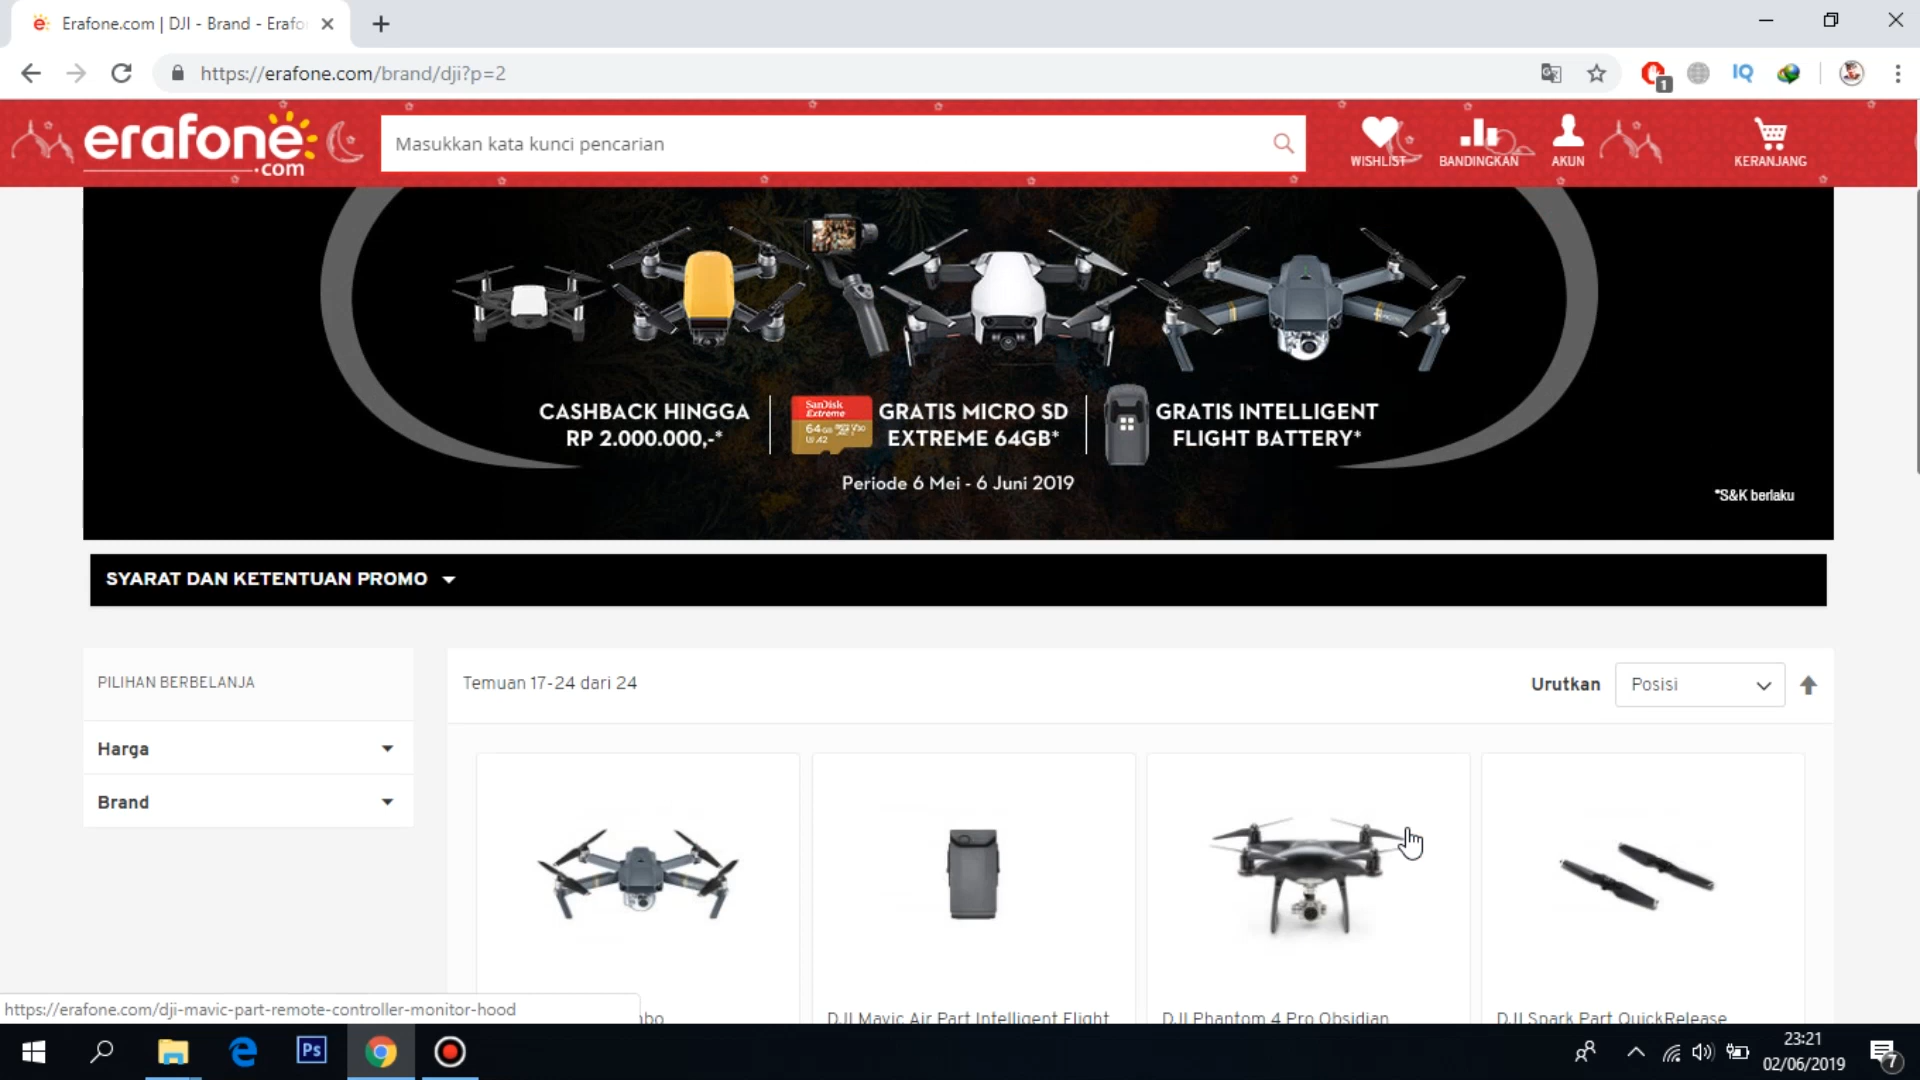 Erafone.com | DJI - Brand - Erafo
https://erafone.com/brand/dji?p=2
1
IQ
erafone
.com
Masukkan kata kunci pencarian
WISHLIST
BANDINGKAN
AKUN
KERANJANG
CASHBACK HINGGA
RP 2.000.000,-*
SanDisk
Extreme
64GB V30
U3 A2
GRATIS MICRO SD
EXTREME 64GB*
GRATIS INTELLIGENT
FLIGHT BATTERY*
Periode 6 Mei - 6 Juni 2019
*S&K berlaku
SYARAT DAN KETENTUAN PROMO
PILIHAN BERBELANJA
Harga
Brand
Temuan 17-24 dari 24
Urutkan
Posisi
https://erafone.com/dji-mavic-part-remote-controller-monitor-hood
DJI Mavic Air Part Intelligent Flight
DJI Phantom 4 Pro Obsidian
DJI Spark Part QuickRelease
Ps
23:21
02/06/2019
7